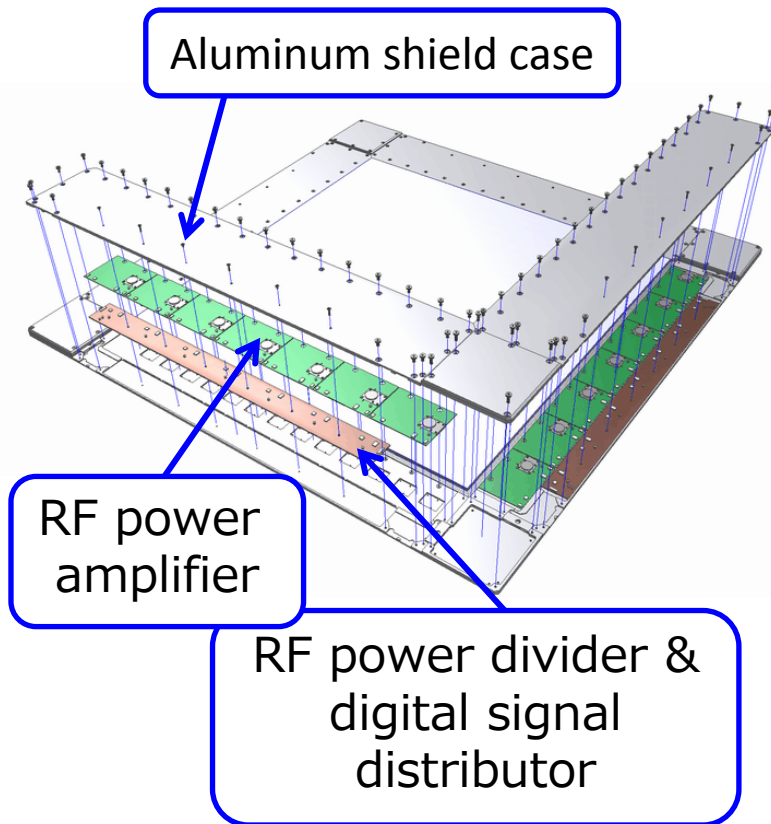 Aluminum shield case
RF power
amplifier
RF power divider &
digital signal
distributor